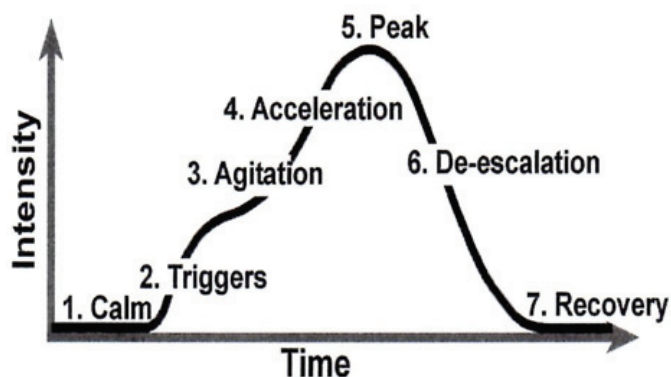 5. Peak
4. Acceleration
6. De-escalation
3. Agitation
2. Triggers
1. Calm
7. Recovery
Intensity
Time